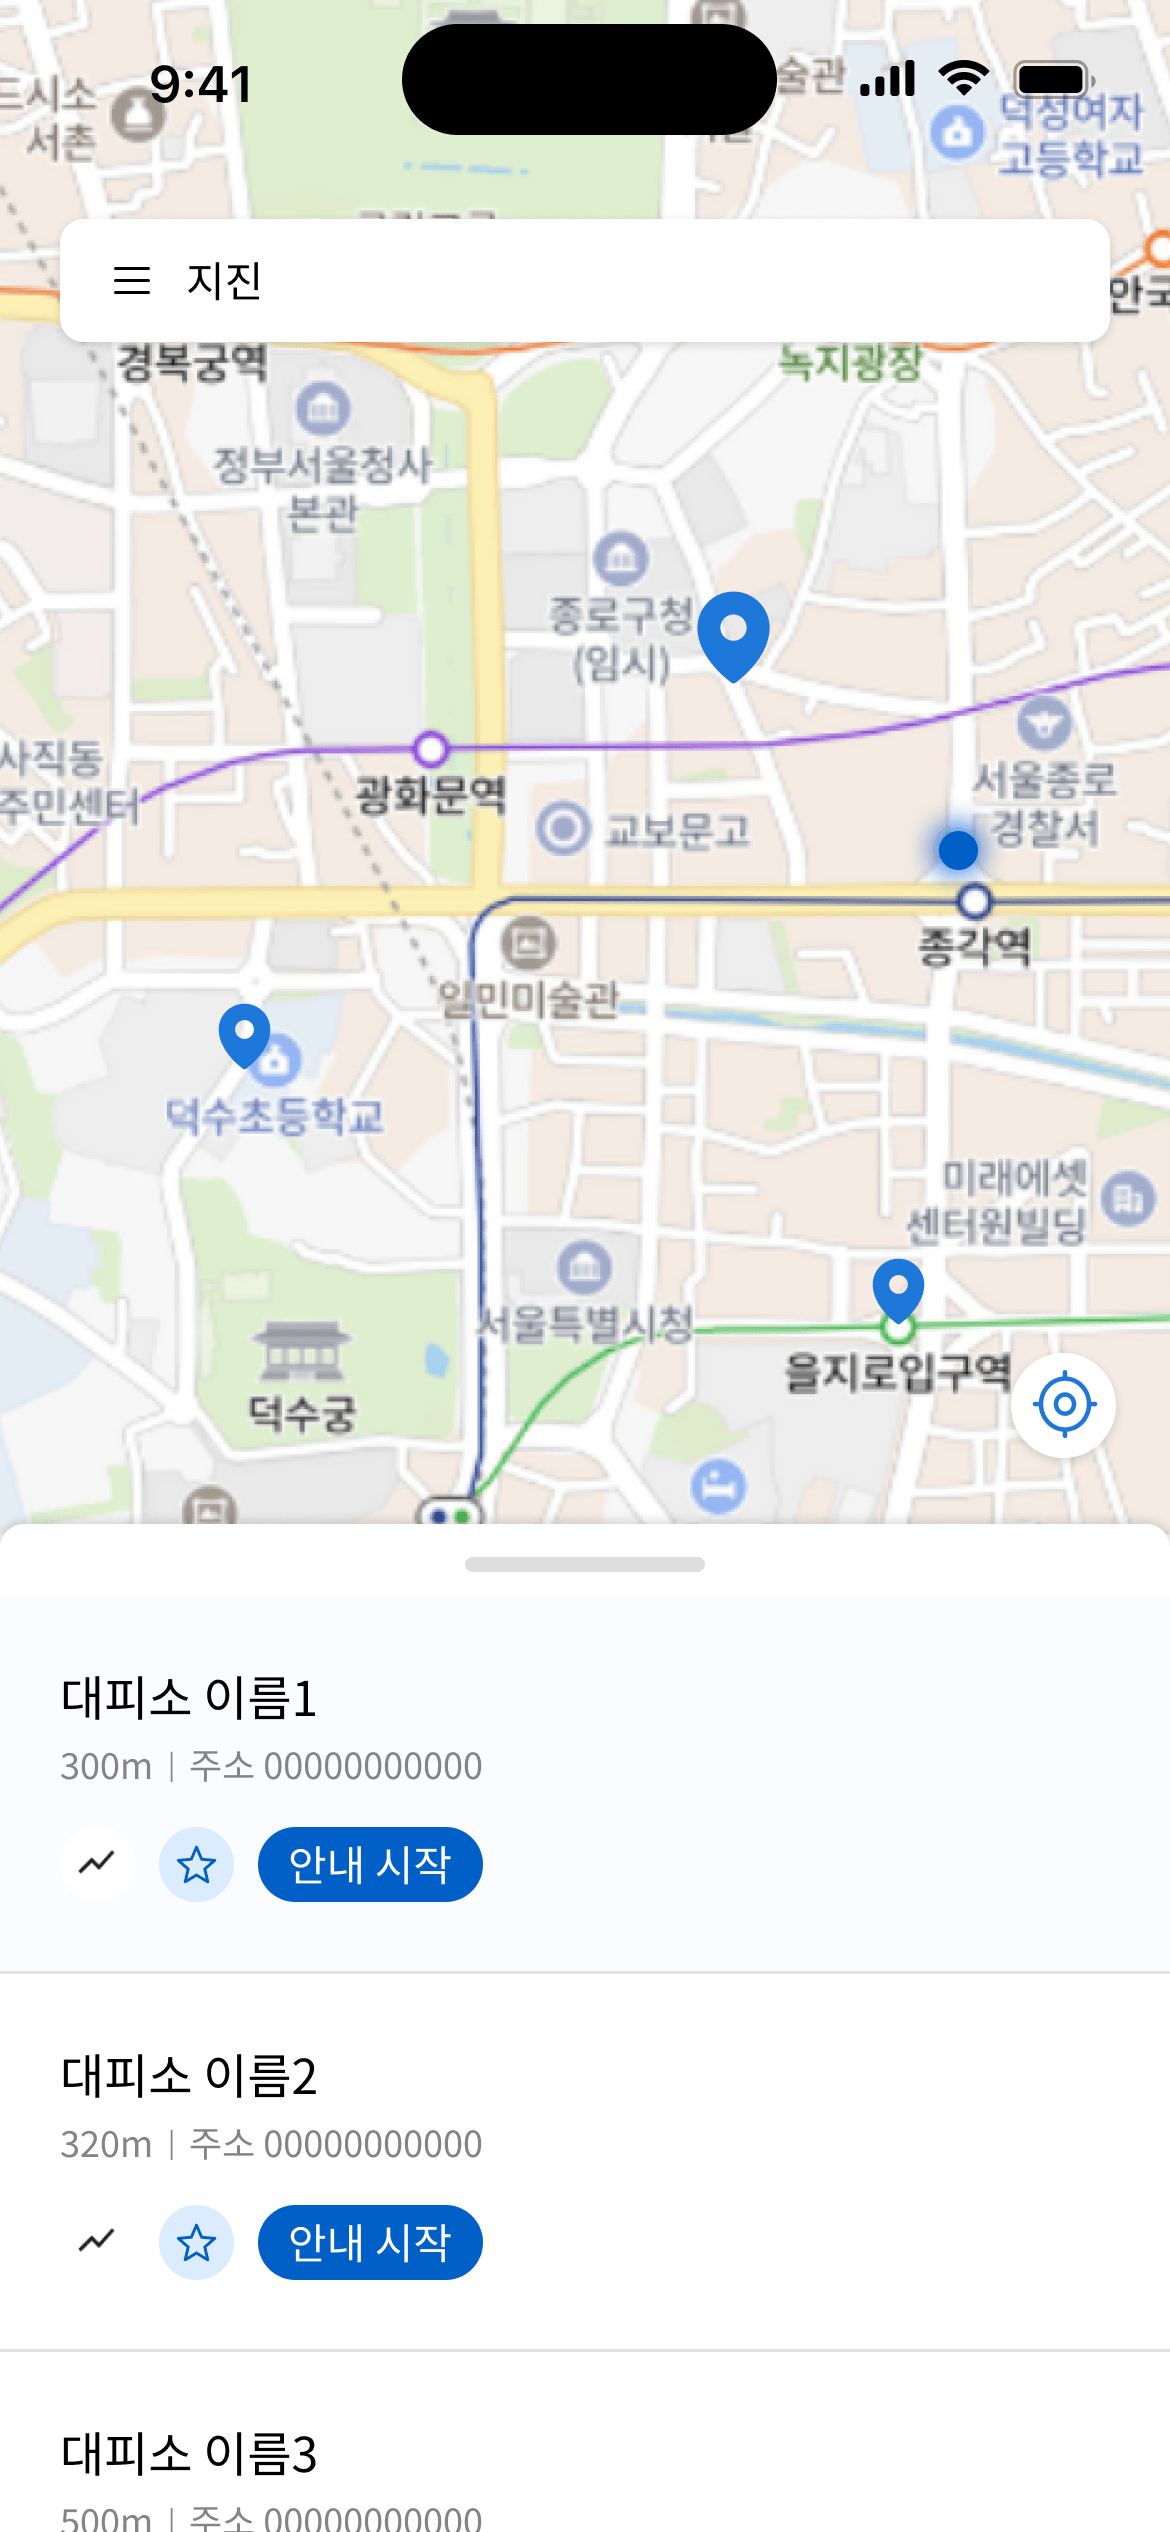 9:41
드시소
서촌
술관
덕성여자
고등학교
지진
안국
경복궁역
녹지광장
정부서울청사
본관
종로구청
(임시)
사직동
주민센터
광화문역
교보문고
서울종로
경찰서
종각역
일민미술관
덕수초등학교
미래에셋
센터원빌딩
서울특별시청
을지로입구역
덕수궁
대피소 이름1
300m | 주소 00000000000
안내 시작
대피소 이름2
320m | 주소 00000000000
안내 시작
대피소 이름3
500m | 주소 00000000000